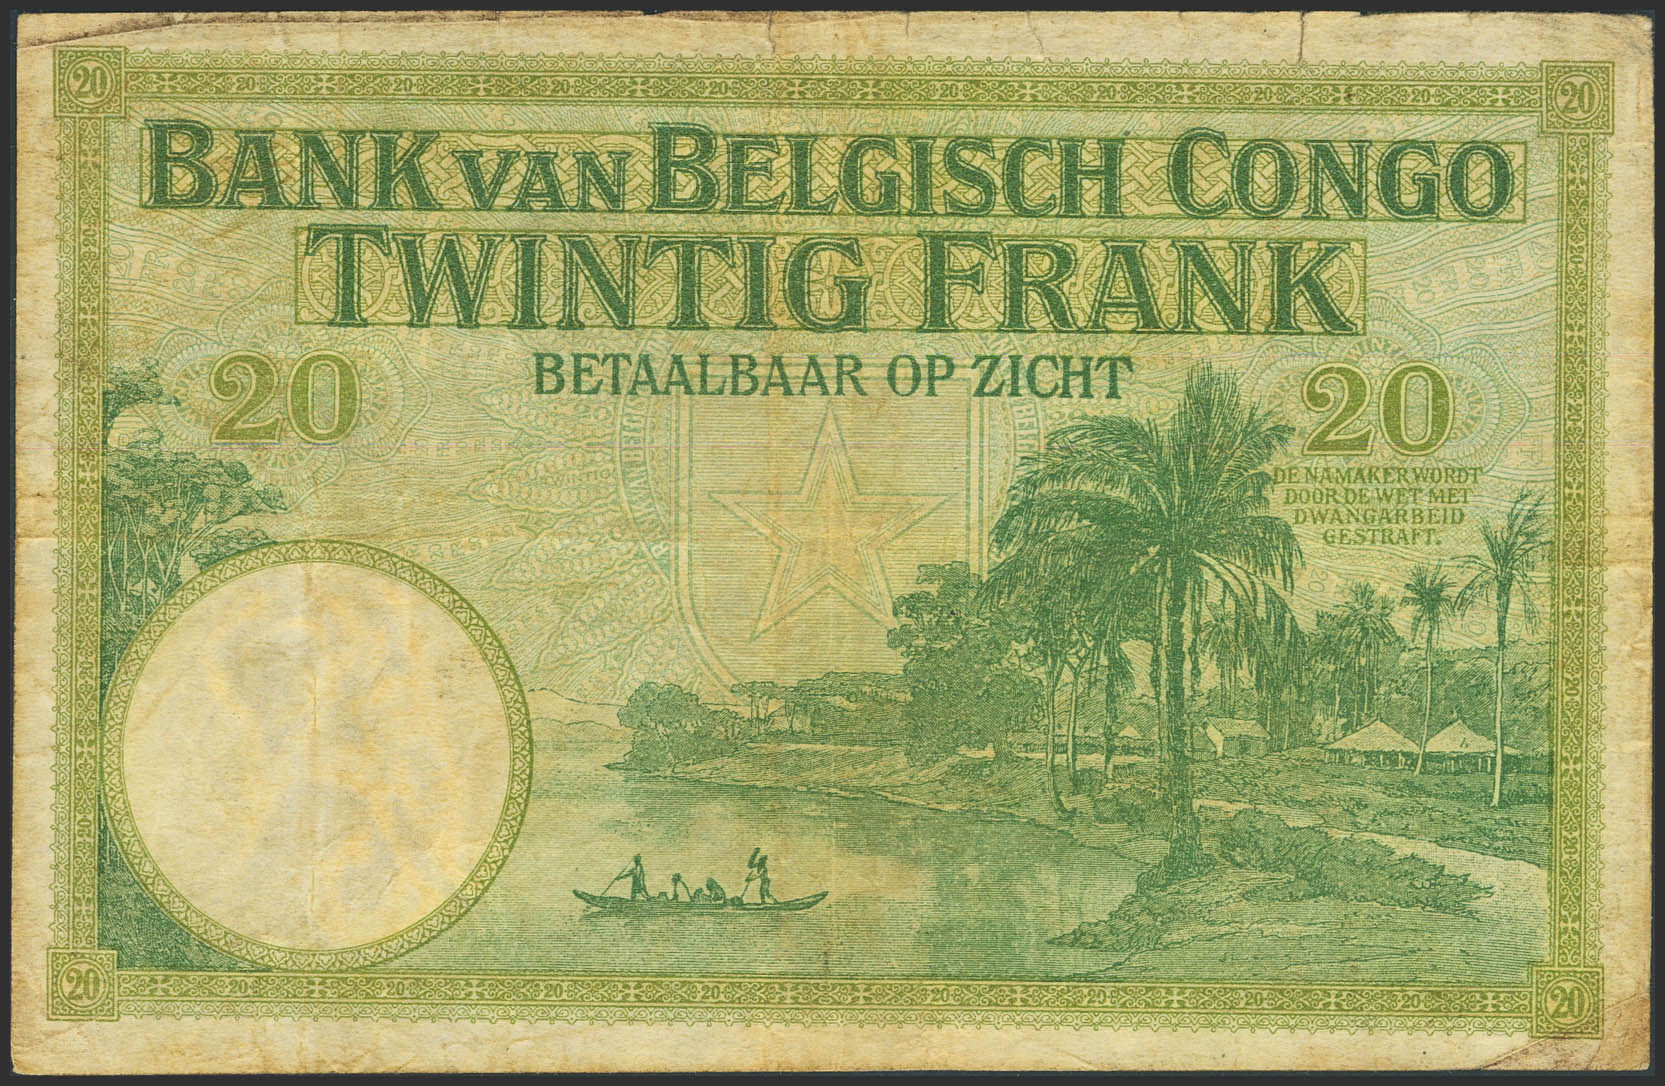 20 20
BANK VAN BELGISCH CONGO
TWINTIG FRANK
BETAALBAAR OP ZICHT
20 20
DE NAMAKER WORDT
DOOR DE WET MET
DWANGARBEID
GESTRAFT.
20 20